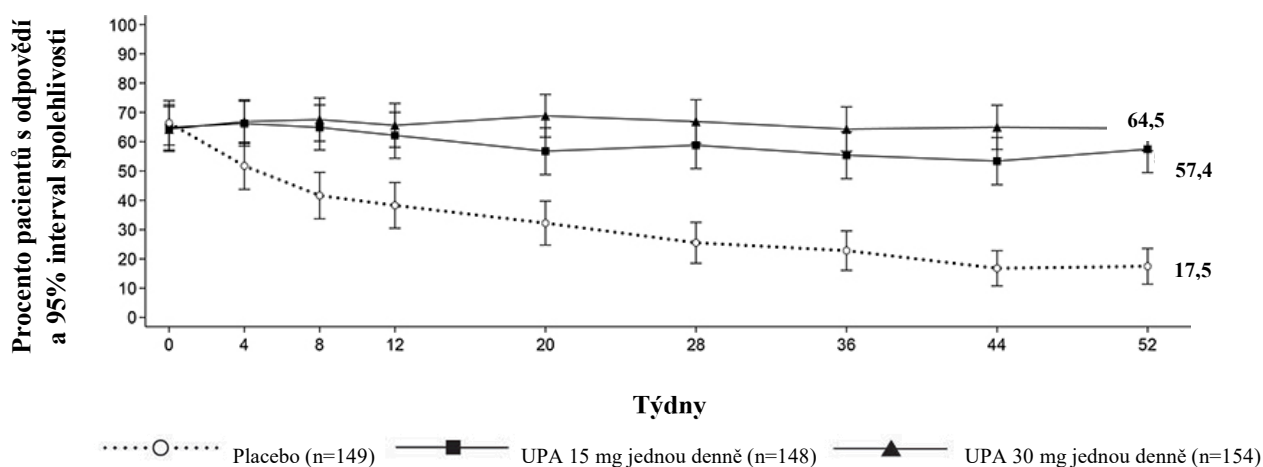 Procento pacientů s odpovědí
a 95% interval spolehlivosti
100
90
80
70
60
50
40
30
20
10
0
64,5
57,4
17,5
0 4 8 12 20 28 36 44 52
Týdny
Placebo (n=149) UPA 15 mg jednou denně (n=148) UPA 30 mg jednou denně (n=154)